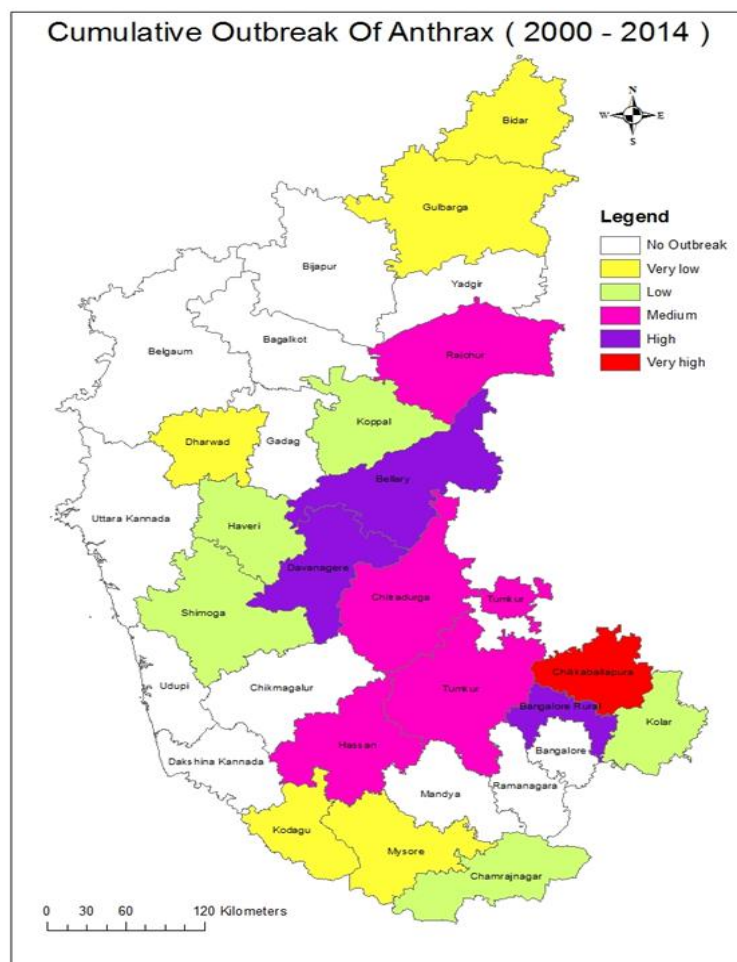 Cumulative Outbreak Of Anthrax ( 2000 - 2014 )
N
W E
S
Bidar
Gulbarga
Legend
No Outbreak
Very low
Low
Medium
High
Very high
Bijapur
Yadgir
Bagalkot
Belgaum
Raichur
Koppal
Dharwad
Gadag
Bellary
Uttara Kannada
Haveri
Davanagere
Chitradurga
Tumkur
Shimoga
Chikkaballapura
Udupi
Chikmagalur
Tumkur
Bangalore Rural
Kolar
Hassan
Bangalore
Dakshina Kannada
Mandya
Ramanagara
Kodagu
Mysore
Chamrajnagar
0 30 60 120 Kilometers